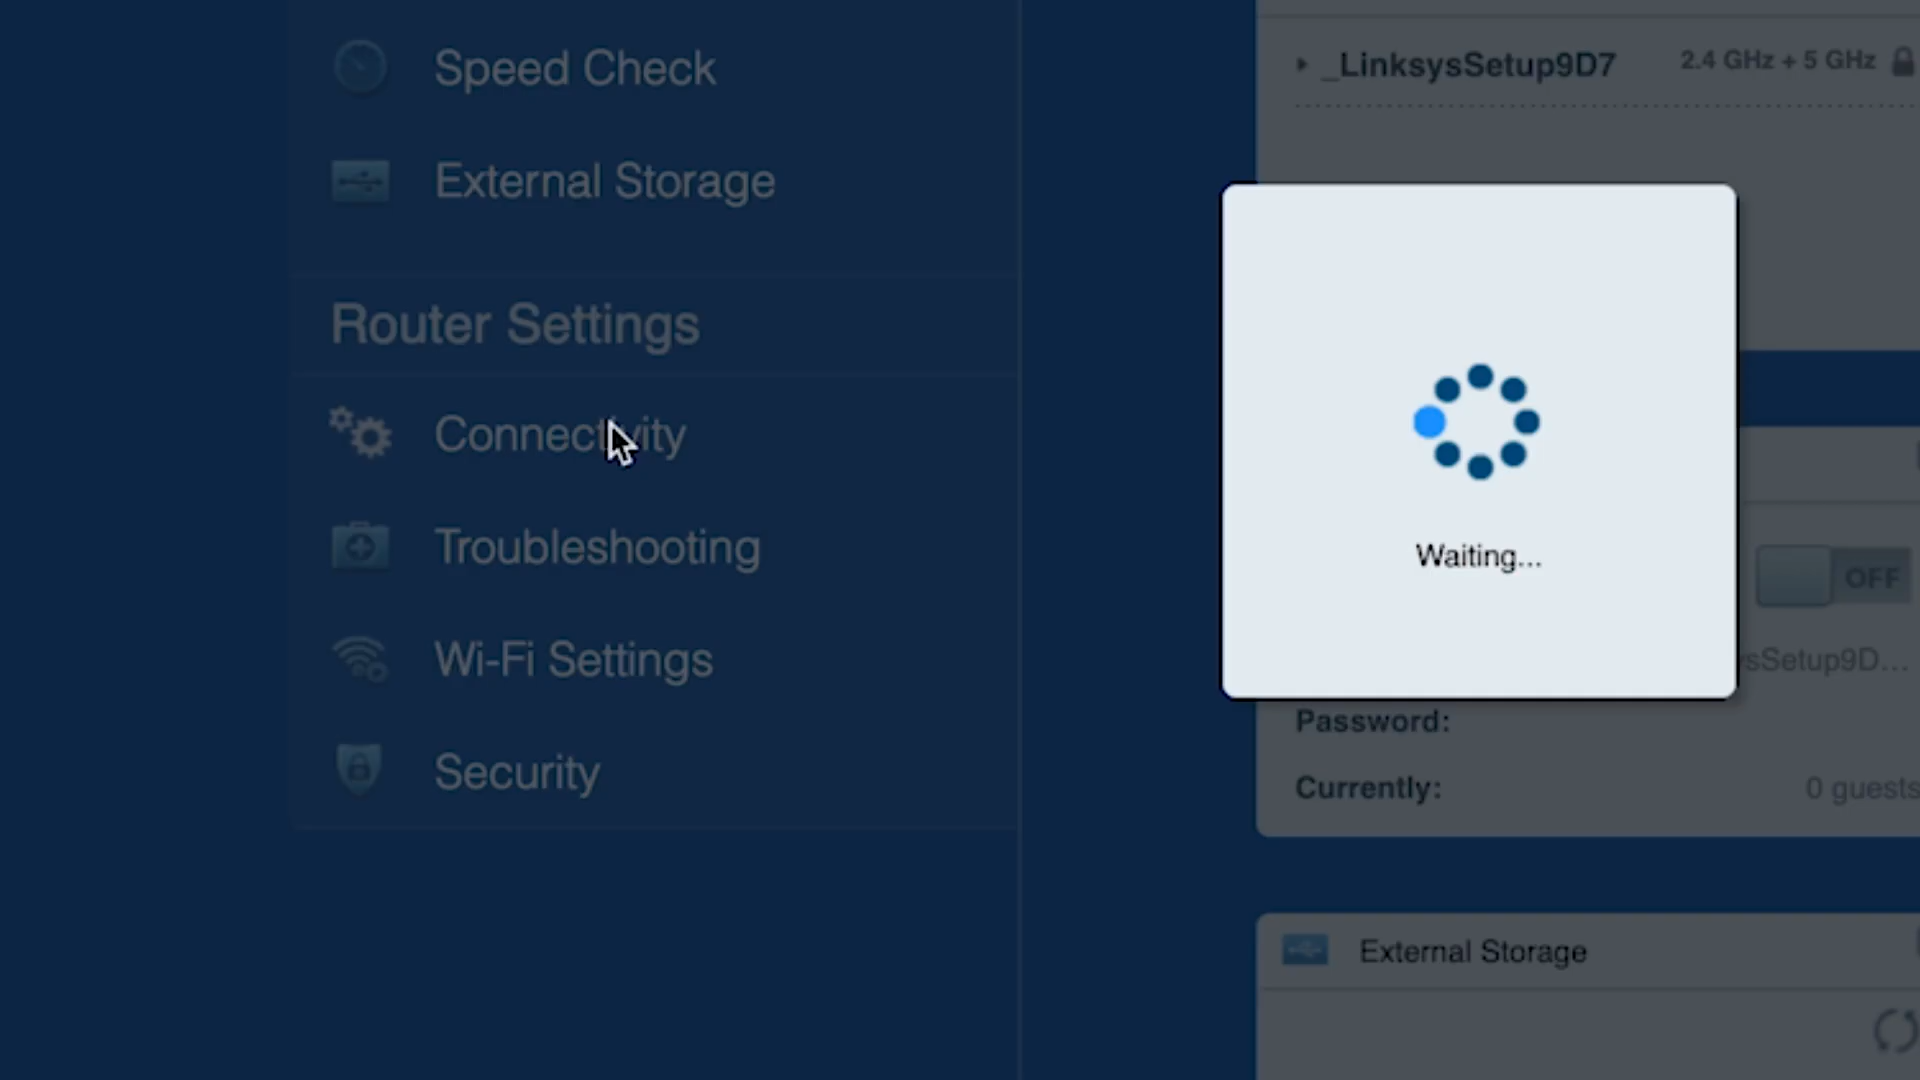 Speed Check
External Storage
Router Settings
Connectivity
Troubleshooting
Wi-Fi Settings
Security
_LinksysSetup9D7 2.4 GHz + 5 GHz
Waiting...
OFF
ysSetup9D...
Password:
Currently: 0 guests
External Storage